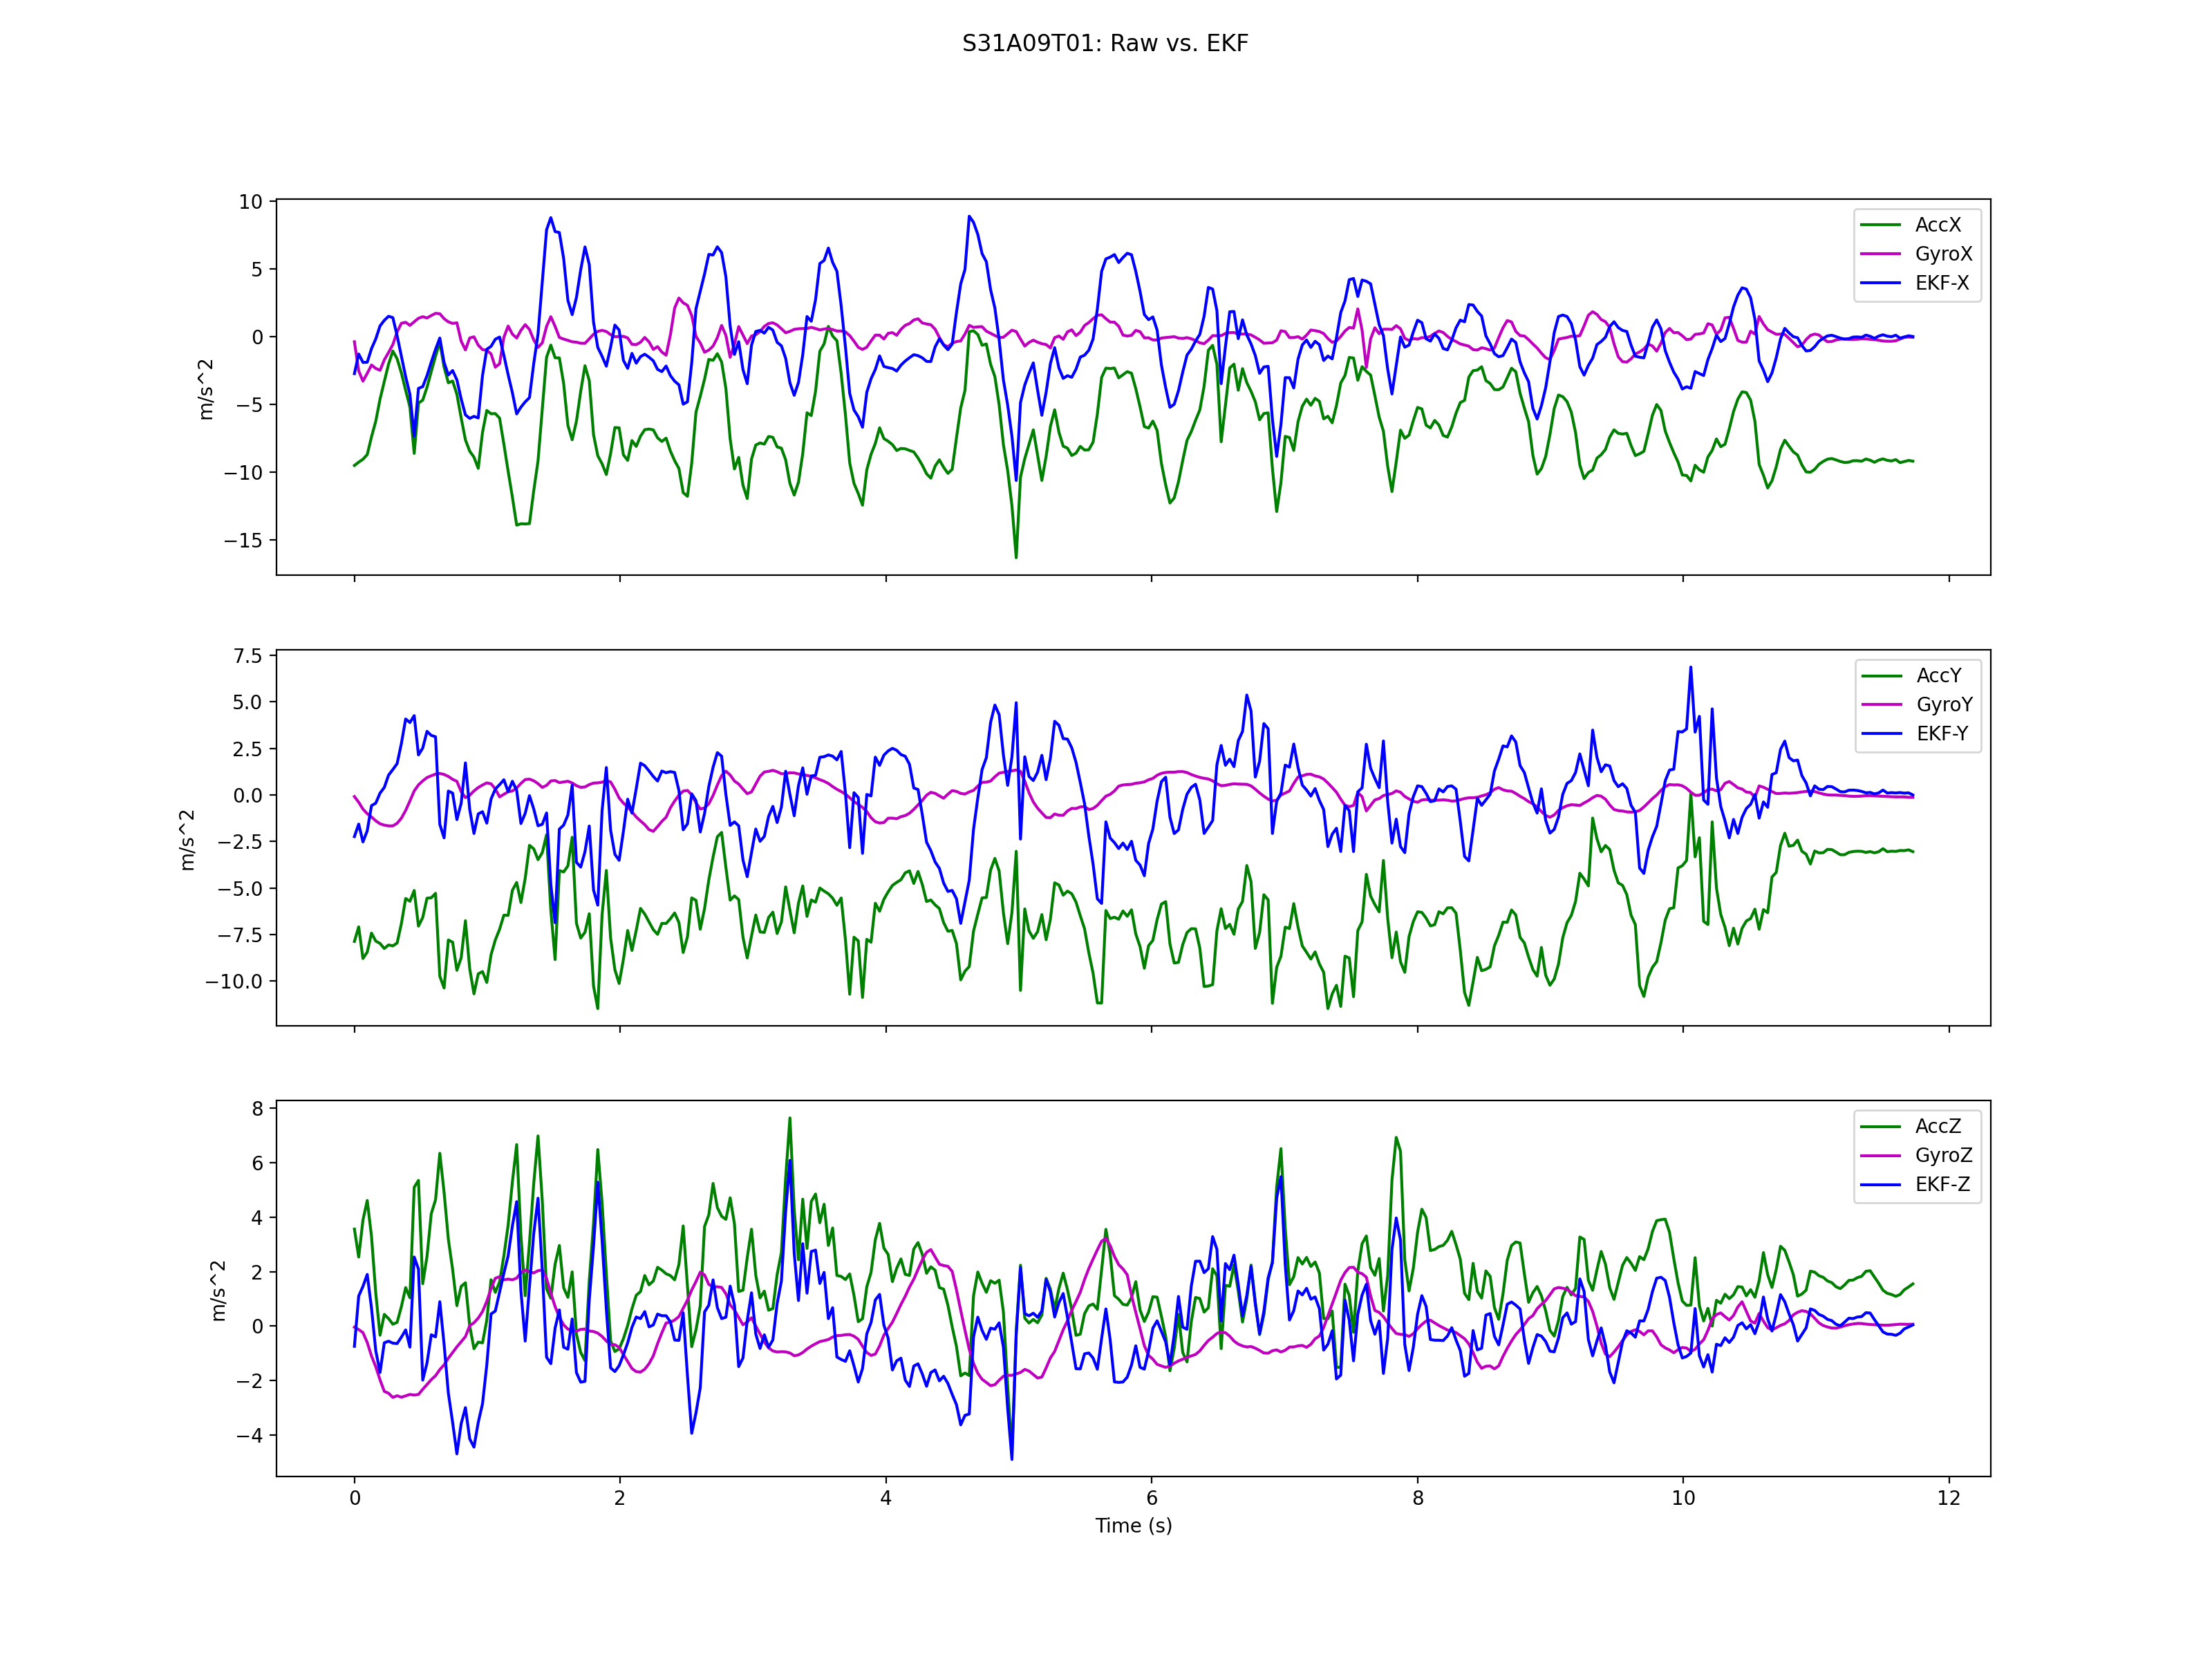 S31A09T01: Raw vs. EKF
10
5
0
−5
−10
−15
m/s^2
AccX
GyroX
EKF-X
7.5
5.0
2.5
0.0
−2.5
−5.0
−7.5
−10.0
m/s^2
AccY
GyroY
EKF-Y
8
6
4
2
0
−2
−4
m/s^2
AccZ
GyroZ
EKF-Z
0 2 4 6 8 10 12
Time (s)